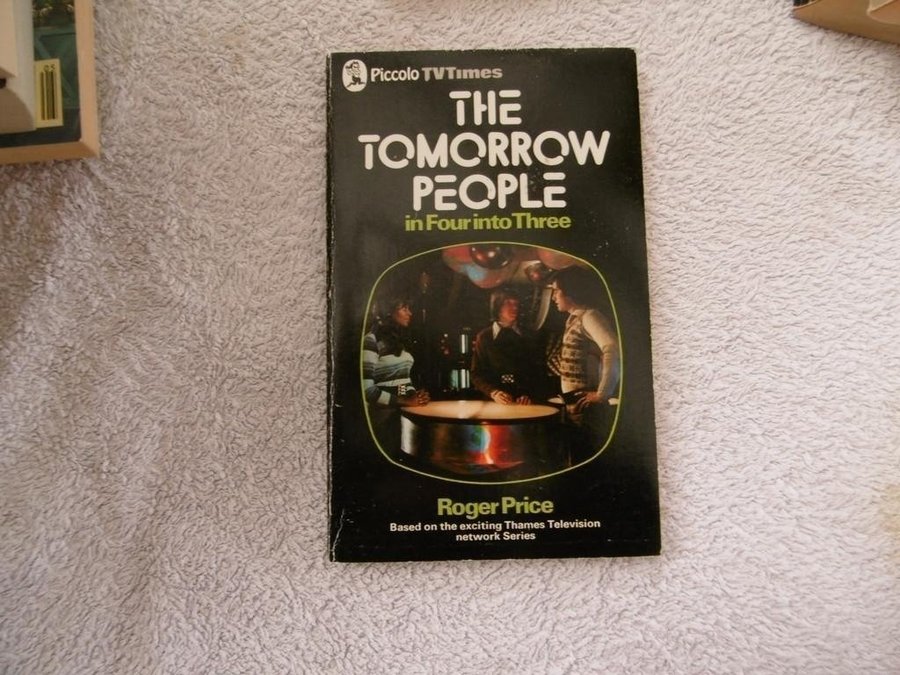 Piccolo TVTimes
THE
TOMORROW
PEOPLE
in Four into Three
Roger Price
Based on the exciting Thames Television
network Series